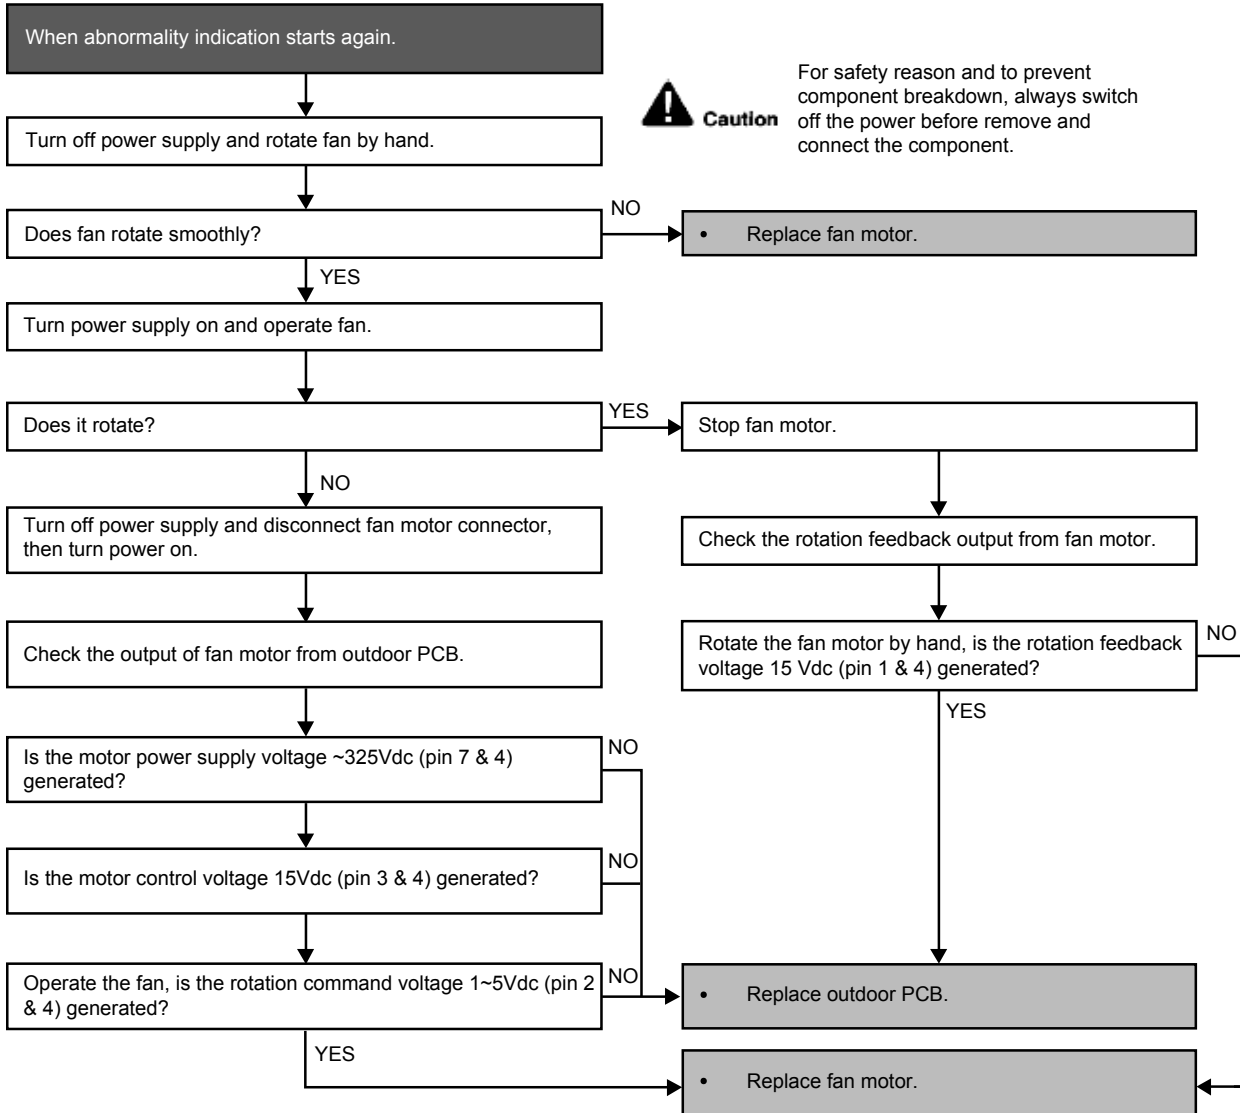 When abnormality indication starts again.
For safety reason and to prevent
component breakdown, always switch
off the power before remove and
connect the component.
Caution
Turn off power supply and rotate fan by hand.
Does fan rotate smoothly?
NO
• Replace fan motor.
YES
Turn power supply on and operate fan.
Does it rotate?
YES
Stop fan motor.
NO
Turn off power supply and disconnect fan motor connector,
then turn power on.
Check the rotation feedback output from fan motor.
Check the output of fan motor from outdoor PCB.
Rotate the fan motor by hand, is the rotation feedback
voltage 15 Vdc (pin 1 & 4) generated?
NO
YES
Is the motor power supply voltage ~325Vdc (pin 7 & 4)
generated?
NO
Is the motor control voltage 15Vdc (pin 3 & 4) generated?
NO
Operate the fan, is the rotation command voltage 1~5Vdc (pin 2
& 4) generated?
NO
• Replace outdoor PCB.
YES
• Replace fan motor.